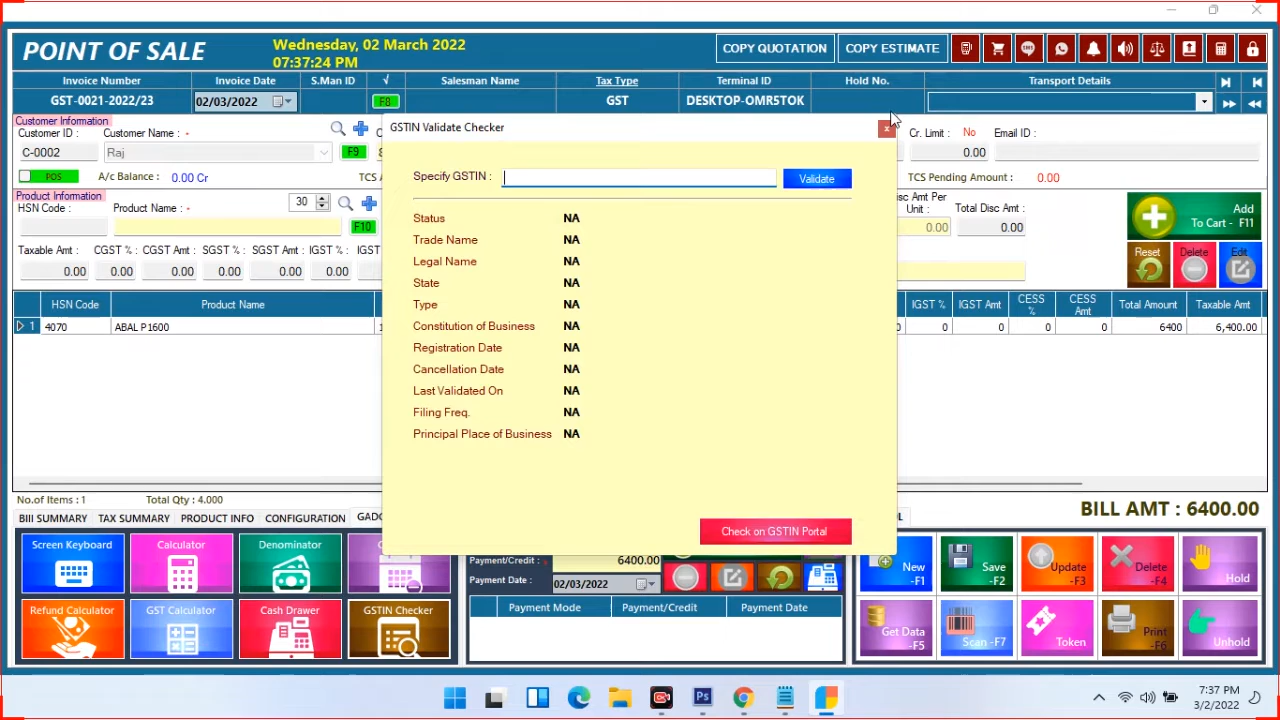 POINT OF SALE
Wednesday, 02 March 2022
07:37:24 PM
COPY QUOTATION
COPY ESTIMATE
Invoice Number
Invoice Date
S.Man ID
√
Salesman Name
Tax Type
Terminal ID
Hold No.
Transport Details
GST-0021-2022/23
02/03/2022
F8
GST
DESKTOP-OMR5TOK
Customer Information
Customer ID :
Customer Name :
Cr. Limit :
No
Email ID :
C-0002
Raj
F9
0.00
POS
A/c Balance :
0.00 Cr
TCS Pending Amount :
0.00
Product Information
HSN Code :
Product Name :
30
F10
Unit :
0.00
Total Disc Amt :
0.00
Add
To Cart - F11
Taxable Amt :
CGST % :
CGST Amt :
SGST % :
SGST Amt :
IGST % :
IGST
0.00
0.00
0.00
0.00
0.00
0.00
Reset
Delete
Edit
GSTIN Validate Checker
x
Specify GSTIN :
Validate
Status NA
Trade Name NA
Legal Name NA
State NA
Type NA
Constitution of Business NA
Registration Date NA
Cancellation Date NA
Last Validated On NA
Filing Freq. NA
Principal Place of Business NA
Check on GSTIN Portal
HSN Code
Product Name
IGST %
IGST Amt
CESS %
CESS Amt
Total Amount
Taxable Amt
1
4070
ABAL P1600
0
0
0
0
6400
6,400.00
No.of Items : 1
Total Qty : 4.000
BILL AMT : 6400.00
BIII SUMMARY
TAX SUMMARY
PRODUCT INFO
CONFIGURATION
Screen Keyboard
Calculator
Denominator
Refund Calculator
GST Calculator
Cash Drawer
GSTIN Checker
Payment/Credit :
6400.00
Payment Date :
02/03/2022
Payment Mode
Payment/Credit
Payment Date
New -F1
Save -F2
Update -F3
Delete -F4
Hold
Get Data -F5
Scan -F7
Token
Print -F6
Unhold
7:37 PM
3/2/2022